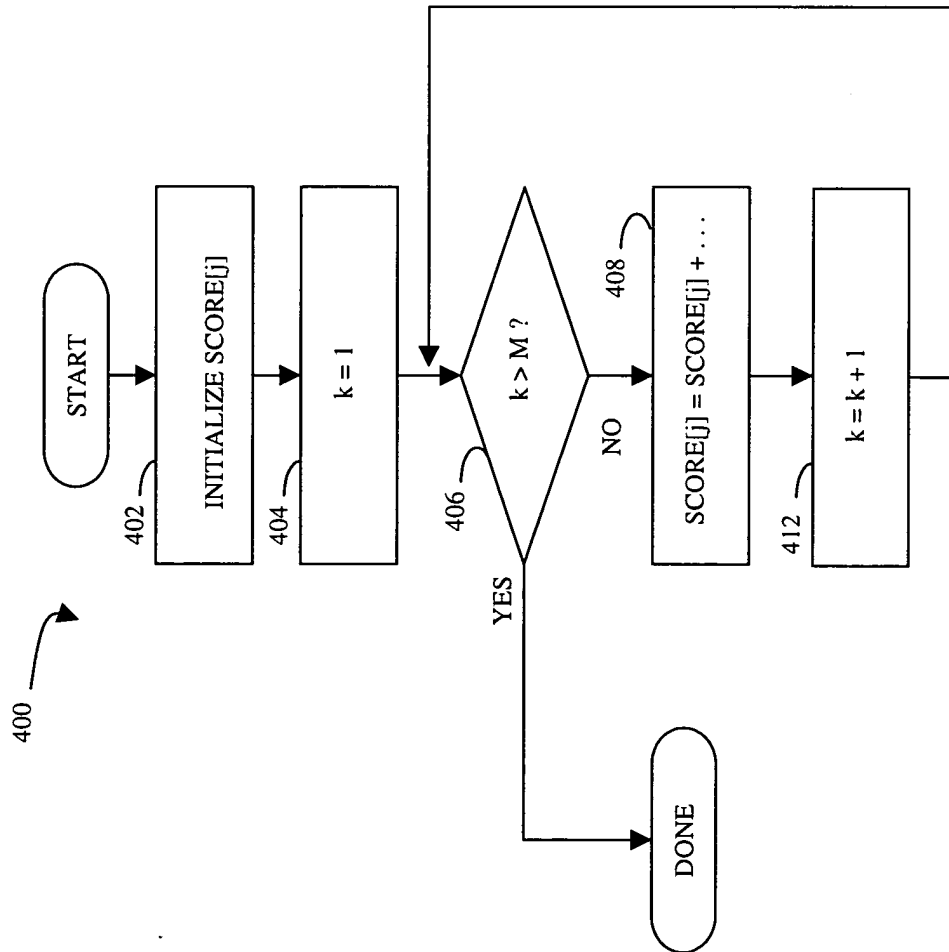 400
START
402
INITIALIZE SCORE[j]
404
k = 1
406
k > M ?
YES
NO
408
SCORE[j] = SCORE[j] + . . .
412
k = k + 1
DONE